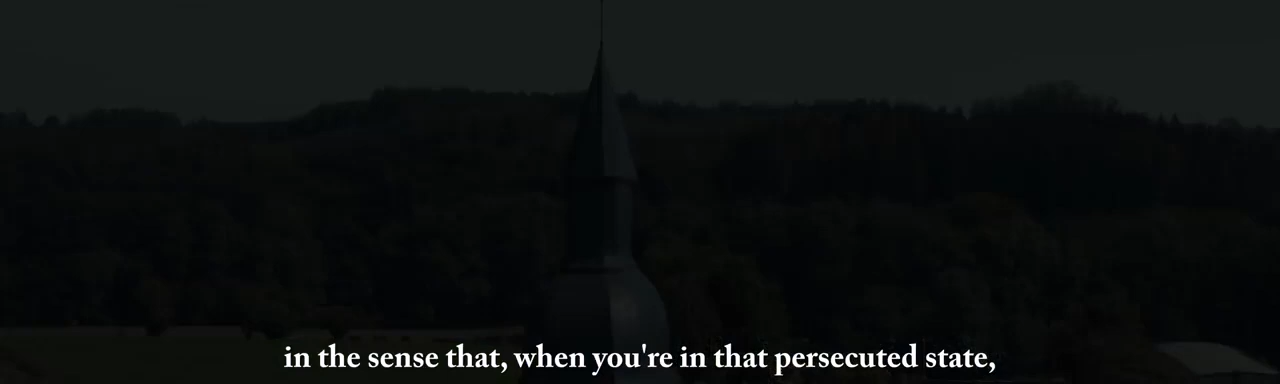 in the sense that, when you're in that persecuted state,